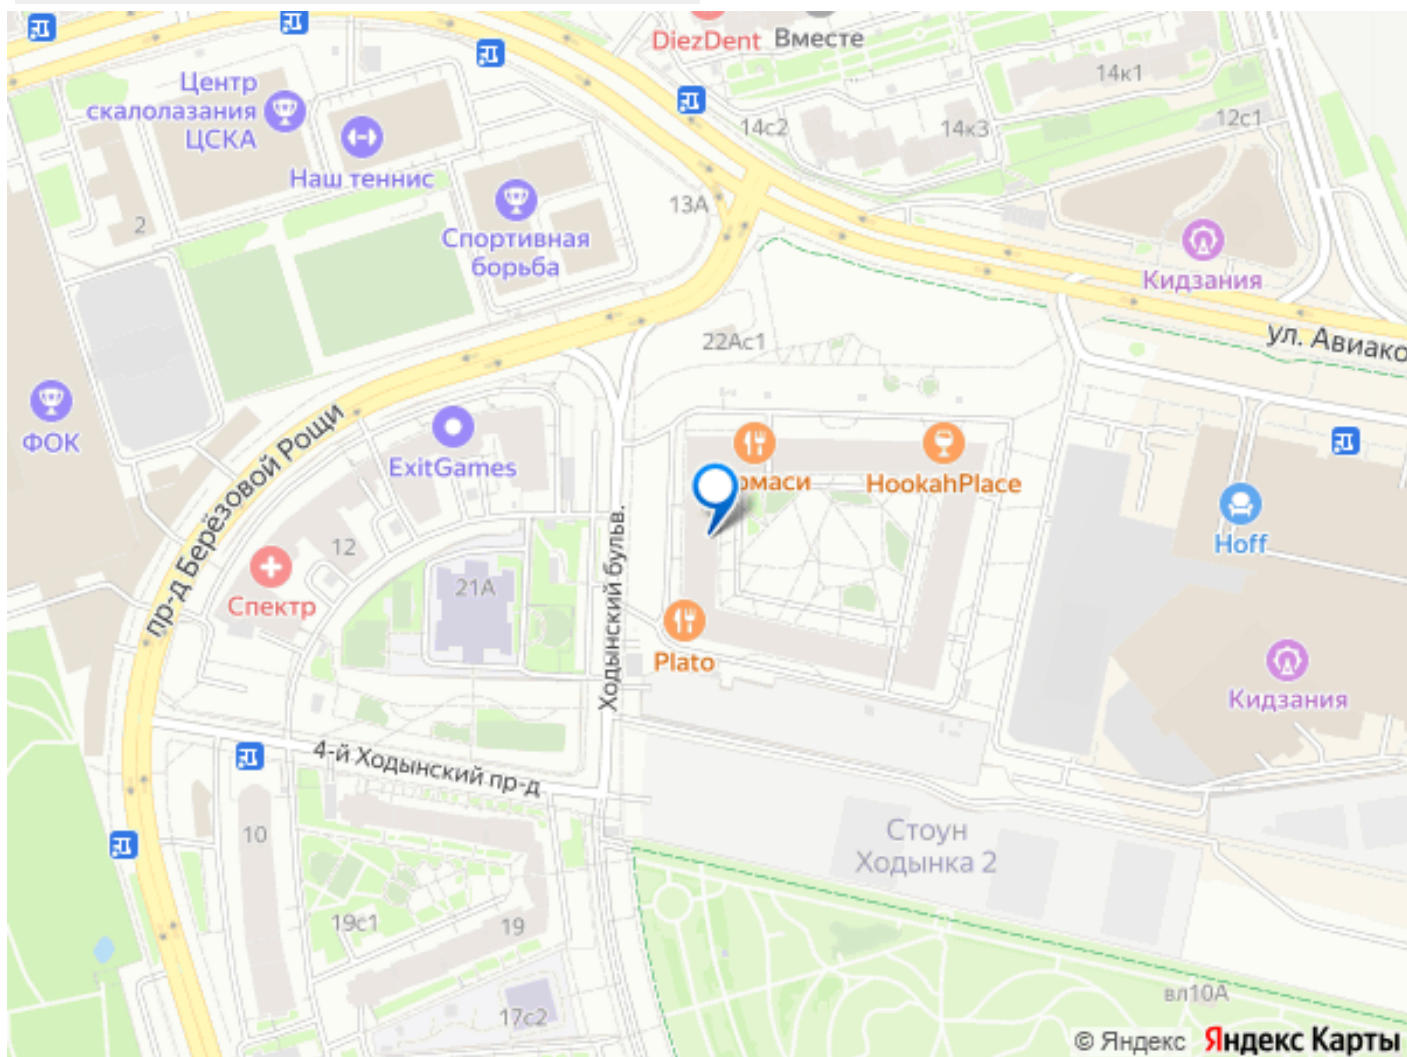 DiezDent
Вместе
Центр
скалолазания
ЦСКА
14к1
14с2
14к3
12с1
Наш теннис
13А
2
Спортивная
борьба
Кидзания
22Ас1
ул. Авиако
ФОК
пр-д Берёзовой Рощи
ExitGames
HookahPlace
Ходынский бульв.
Hoff
12
21А
Спектр
Plato
Кидзания
4-й Ходынский пр-д
10
Стоун
Ходынка 2
19с1
19
17с2
вл10А
© Яндекс Яндекс Карты